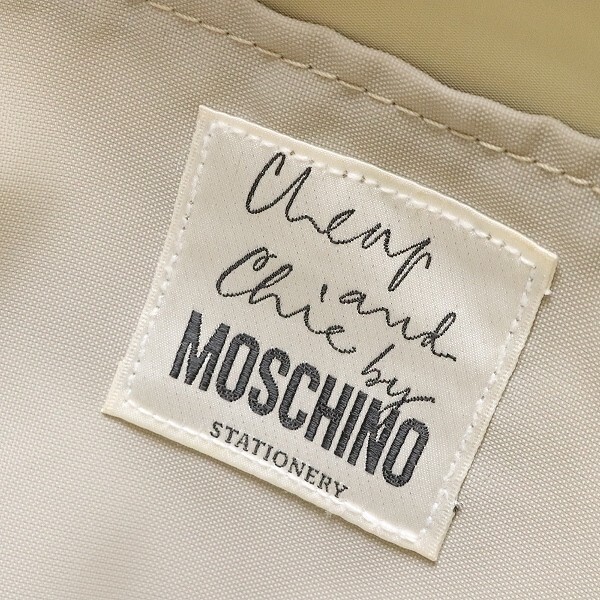 Cheap
and
Chic by
MOSCHINO
STATIONERY